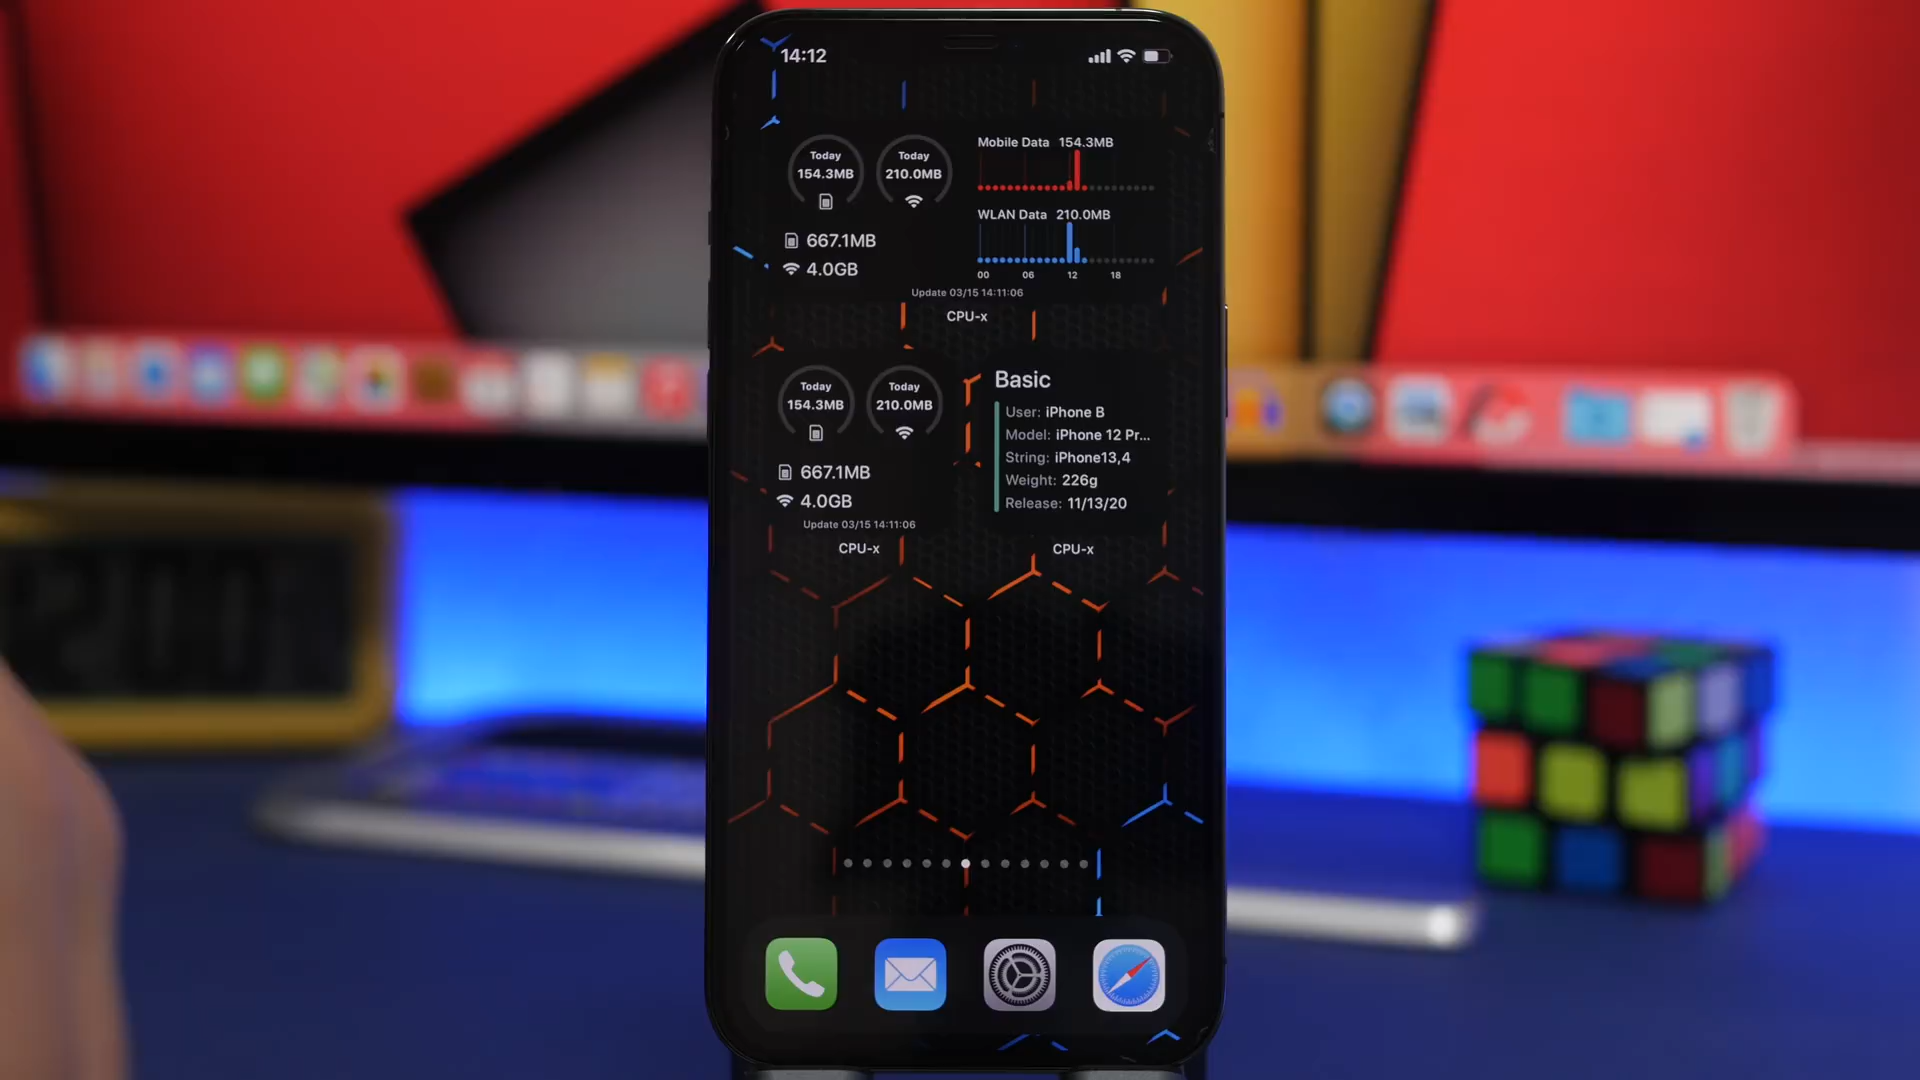 14:12
Today
154.3MB
Today
210.0MB
667.1MB
4.0GB
Mobile Data 154.3MB
WLAN Data 210.0MB
00 06 12 18
Update 03/15 14:11:06
CPU-x
Today
154.3MB
Today
210.0MB
667.1MB
4.0GB
Update 03/15 14:11:06
CPU-x
Basic
User: iPhone B
Model: iPhone 12 Pr...
String: iPhone13,4
Weight: 226g
Release: 11/13/20
CPU-x